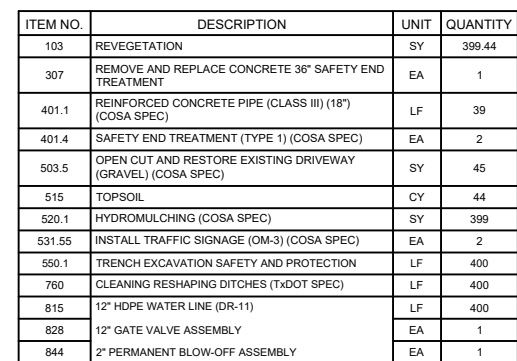 ITEM NO. DESCRIPTION UNIT QUANTITY
103 REVEGETATION SY 399.44
307 REMOVE AND REPLACE CONCRETE 36" SAFETY END TREATMENT EA 1
401.1 REINFORCED CONCRETE PIPE (CLASS III) (18") (COSA SPEC) LF 39
401.4 SAFETY END TREATMENT (TYPE 1) (COSA SPEC) EA 2
503.5 OPEN CUT AND RESTORE EXISTING DRIVEWAY (GRAVEL) (COSA SPEC) SY 45
515 TOPSOIL CY 44
520.1 HYDROMULCHING (COSA SPEC) SY 399
531.55 INSTALL TRAFFIC SIGNAGE (OM-3) (COSA SPEC) EA 2
550.1 TRENCH EXCAVATION SAFETY AND PROTECTION LF 400
760 CLEANING RESHAPING DITCHES (TxDOT SPEC) LF 400
815 12" HDPE WATER LINE (DR-11) LF 400
828 12" GATE VALVE ASSEMBLY EA 1
844 2" PERMANENT BLOW-OFF ASSEMBLY EA 1